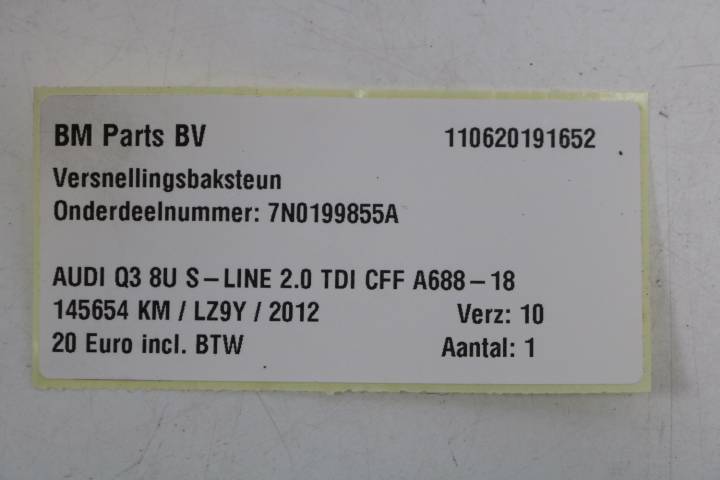 BM Parts BV 110620191652
Versnellingsbaksteun
Onderdeelnummer: 7N0199855A
AUDI Q3 8U S-LINE 2.0 TDI CFF A688-18
145654 KM / LZ9Y / 2012 Verz: 10
20 Euro incl. BTW Aantal: 1